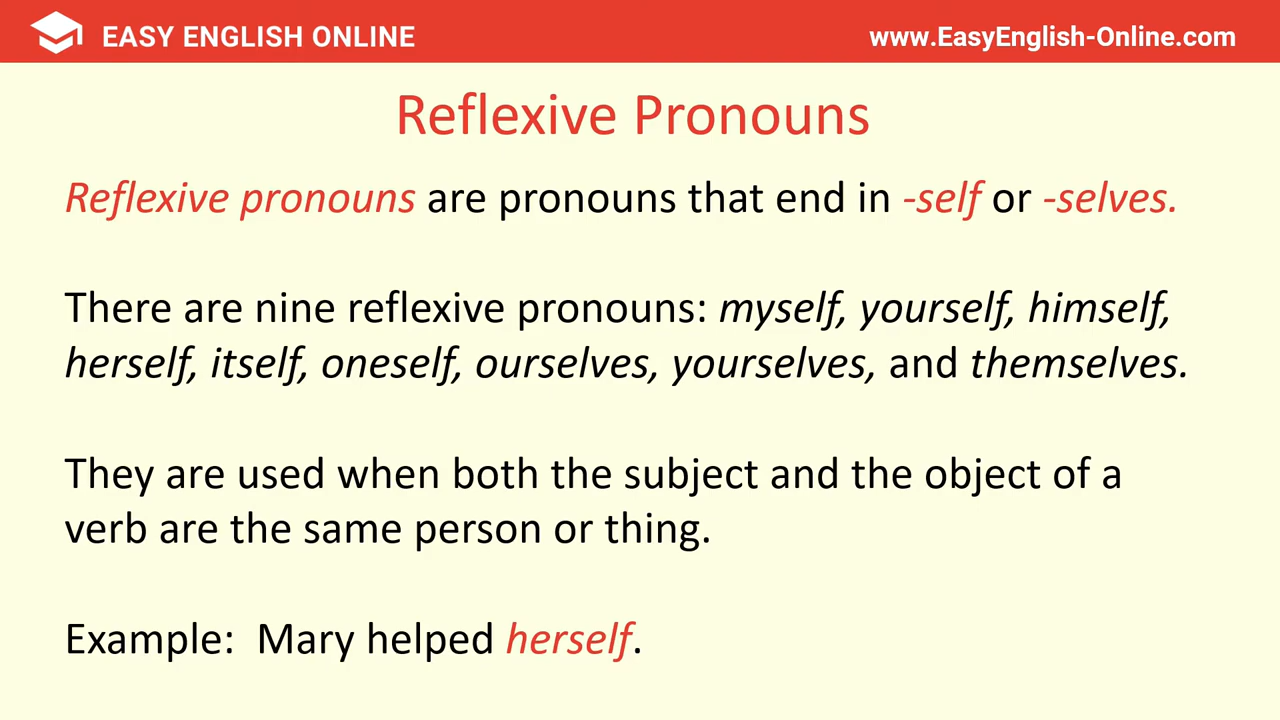 EASY ENGLISH ONLINE
www.EasyEnglish-Online.com
Reflexive Pronouns
Reflexive pronouns are pronouns that end in -self or -selves.
There are nine reflexive pronouns: myself, yourself, himself,
herself, itself, oneself, ourselves, yourselves, and themselves.
They are used when both the subject and the object of a
verb are the same person or thing.
Example:  Mary helped herself.